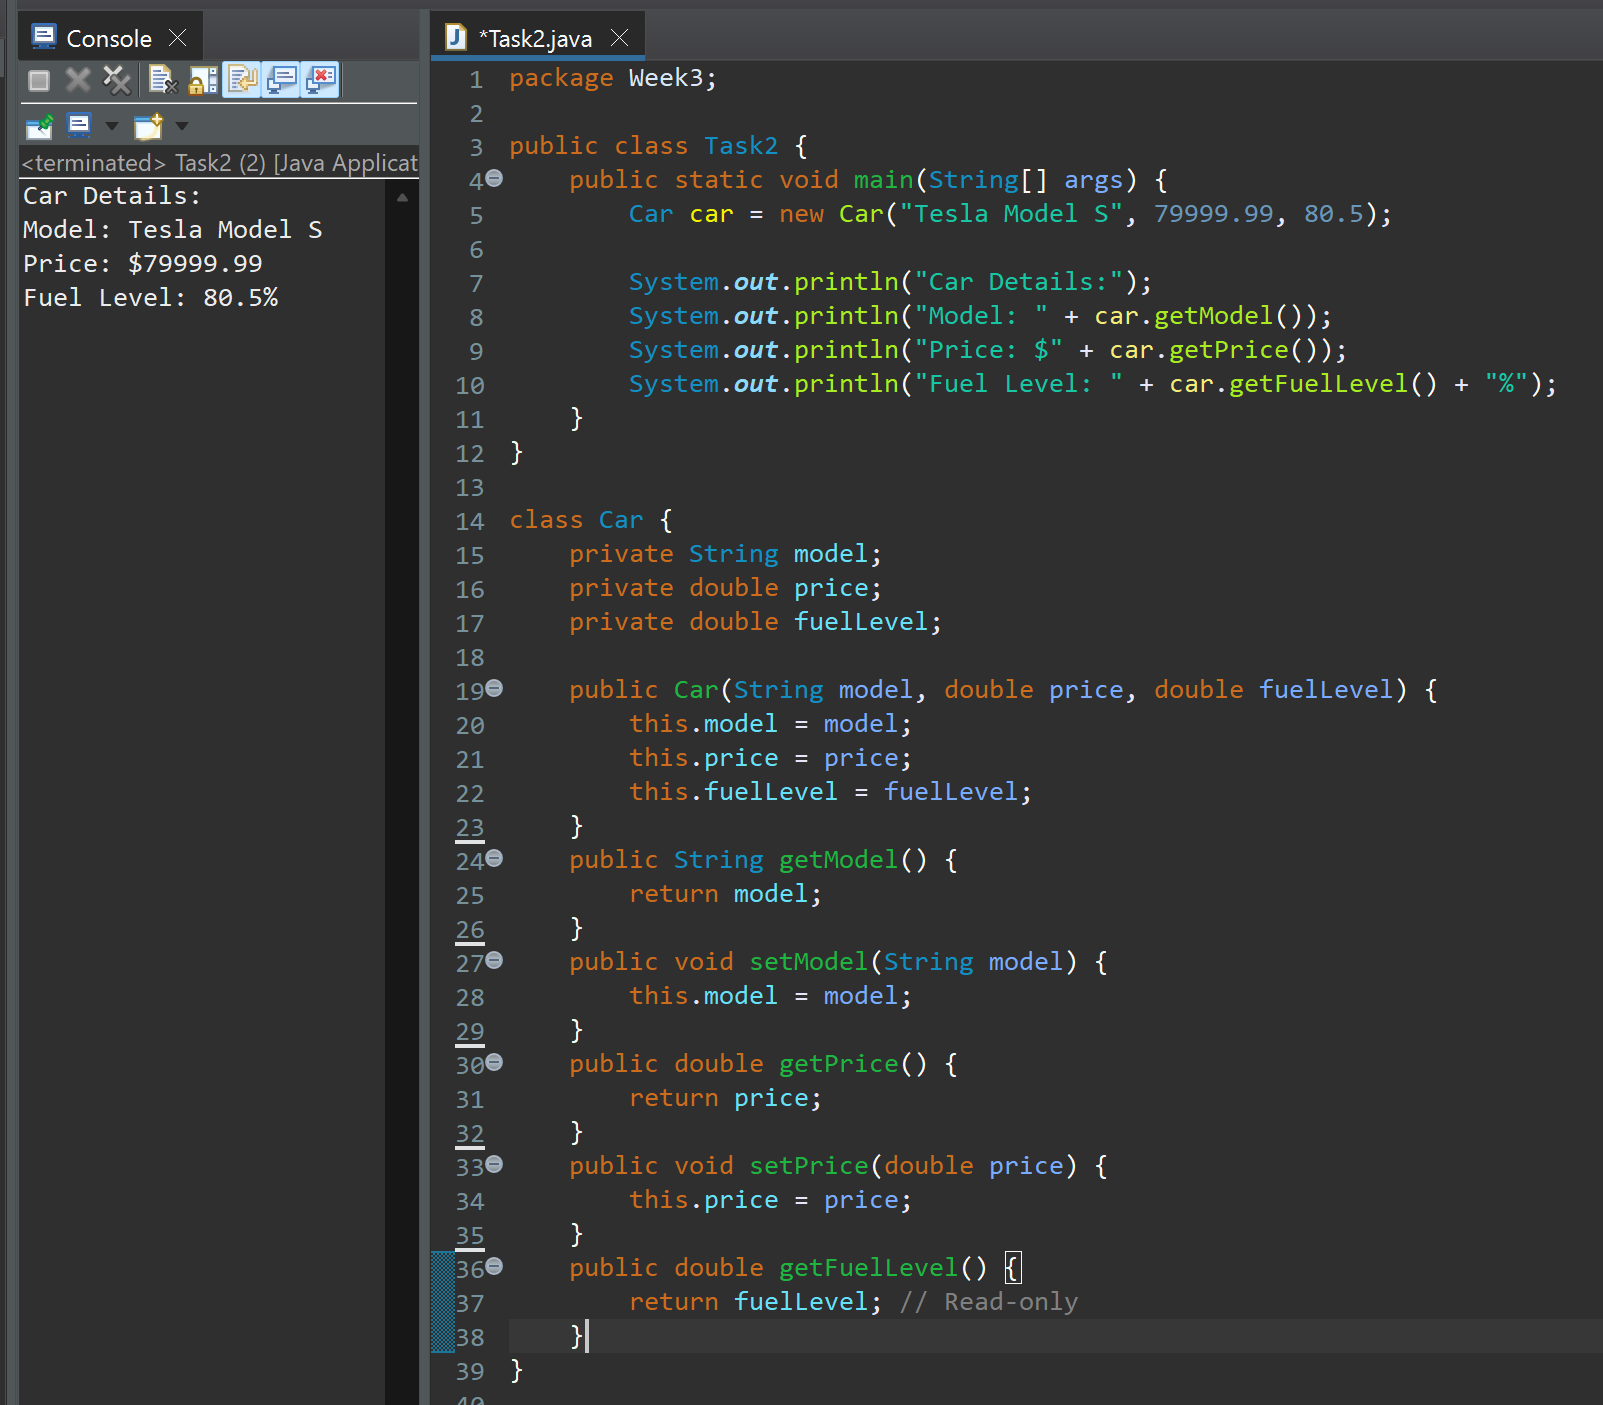 Console
<terminated> Task2 (2) [Java Applicat
Car Details:
Model: Tesla Model S
Price: $79999.99
Fuel Level: 80.5%
*Task2.java
1 package Week3;
2
3 public class Task2 {
4     public static void main(String[] args) {
5         Car car = new Car("Tesla Model S", 79999.99, 80.5);
6
7         System.out.println("Car Details:");
8         System.out.println("Model: " + car.getModel());
9         System.out.println("Price: $" + car.getPrice());
10         System.out.println("Fuel Level: " + car.getFuelLevel() + "%");
11     }
12 }
13
14 class Car {
15     private String model;
16     private double price;
17     private double fuelLevel;
18
19     public Car(String model, double price, double fuelLevel) {
20         this.model = model;
21         this.price = price;
22         this.fuelLevel = fuelLevel;
23     }
24     public String getModel() {
25         return model;
26     }
27     public void setModel(String model) {
28         this.model = model;
29     }
30     public double getPrice() {
31         return price;
32     }
33     public void setPrice(double price) {
34         this.price = price;
35     }
36     public double getFuelLevel() {
37         return fuelLevel; // Read-only
38     }
39 }
40